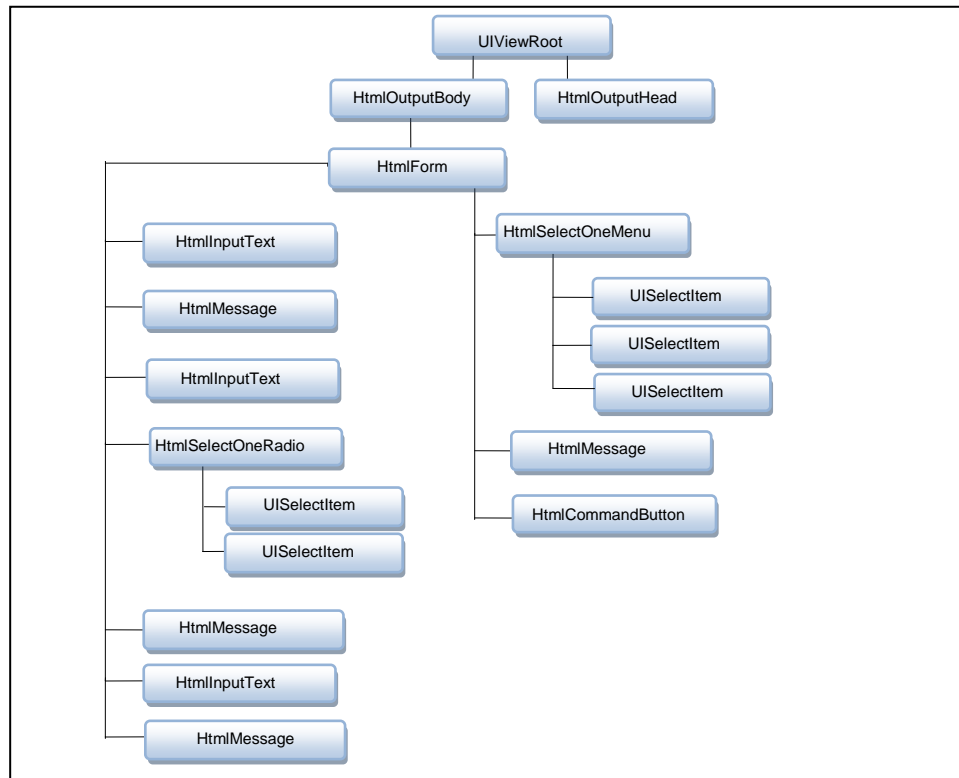 UIViewRoot
HtmlOutputBody
HtmlOutputHead
HtmlForm
HtmlInputText
HtmlMessage
HtmlInputText
HtmlSelectOneRadio
UISelectItem
UISelectItem
HtmlMessage
HtmlInputText
HtmlMessage
HtmlSelectOneMenu
UISelectItem
UISelectItem
UISelectItem
HtmlMessage
HtmlCommandButton